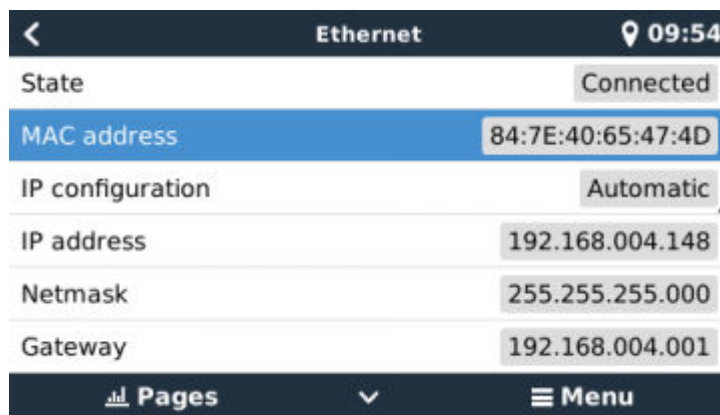 Ethernet 09:54
State Connected
MAC address 84:7E:40:65:47:4D
IP configuration Automatic
IP address 192.168.004.148
Netmask 255.255.255.000
Gateway 192.168.004.001
Pages Menu